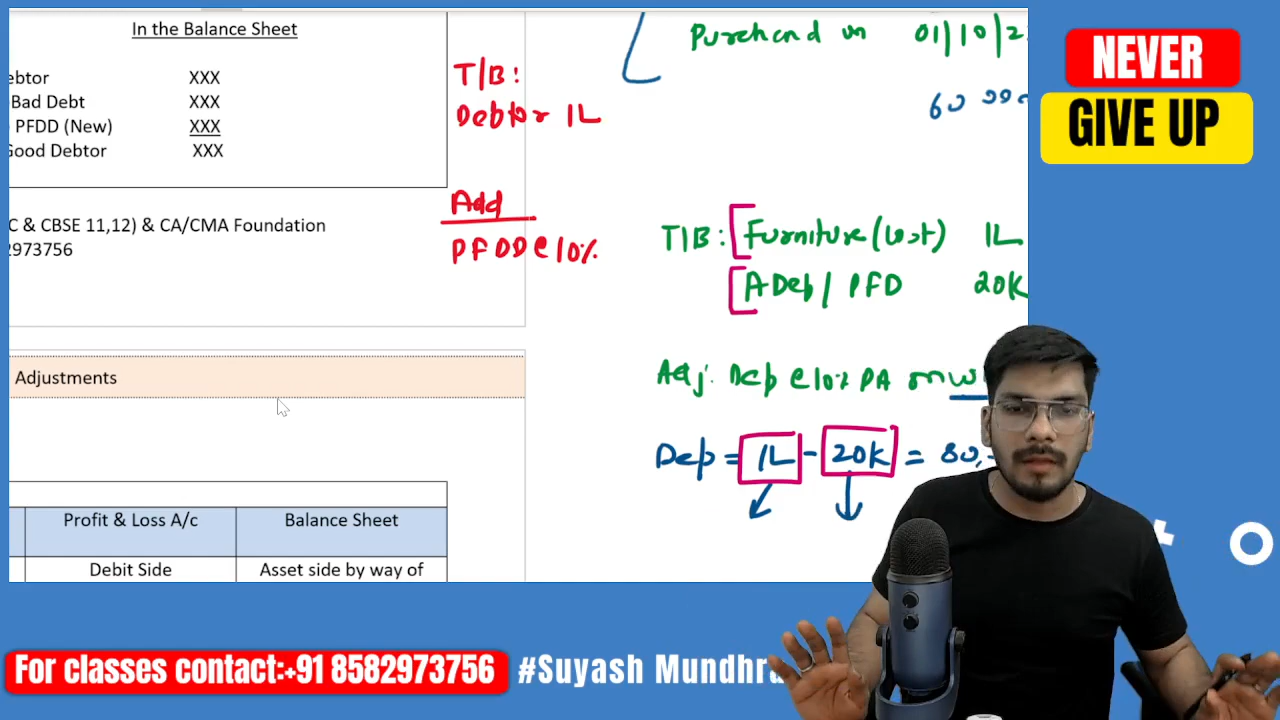 In the Balance Sheet
ebtor XXX
Bad Debt XXX
PFDD (New) XXX
Good Debtor XXX
C & CBSE 11,12) & CA/CMA Foundation
2973756
T/B:
Debtor 1L
Add
PFDD @ 10%
Purchand on 01/10/2
60
T/B: Furniture (Cost) 1L
A Dep / PFD 20K
Adj: Dep @ 10% PA on w
Dep = 1L - 20K = 80,
Adjustments
Profit & Loss A/c Balance Sheet
Debit Side Asset side by way of
NEVER
GIVE UP
For classes contact:+91 8582973756 #Suyash Mundhra